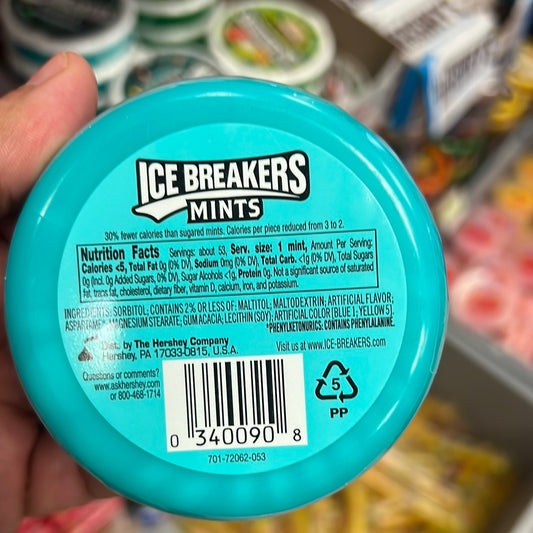 ICE BREAKERS
MINTS
30% fewer calories than sugared mints. Calories per piece reduced from 3 to 2.
Nutrition Facts Servings: about 53, Serv. size: 1 mint, Amount Per Serving:
Calories <5, Total Fat 0g (0% DV), Sodium 0mg (0% DV), Total Carb. <1g (0% DV), Total Sugars
0g (Incl. 0g Added Sugars, 0% DV), Sugar Alcohols <1g, Protein 0g. Not a significant source of saturated
fat, trans fat, cholesterol, dietary fiber, vitamin D, calcium, iron, and potassium.
INGREDIENTS: SORBITOL; CONTAINS 2% OR LESS OF: MALTITOL; MALTODEXTRIN; ARTIFICIAL FLAVOR;
ASPARTAME*; MAGNESIUM STEARATE; GUM ACACIA; LECITHIN (SOY); ARTIFICIAL COLOR (BLUE 1; YELLOW 5).
*PHENYLKETONURICS: CONTAINS PHENYLALANINE.
Dist. by The Hershey Company
Hershey, PA 17033-0815, U.S.A.
Visit us at www.ICE-BREAKERS.com
Questions or comments?
www.askhershey.com
or 800-468-1714
5
PP
0 340090 8
701-72062-053